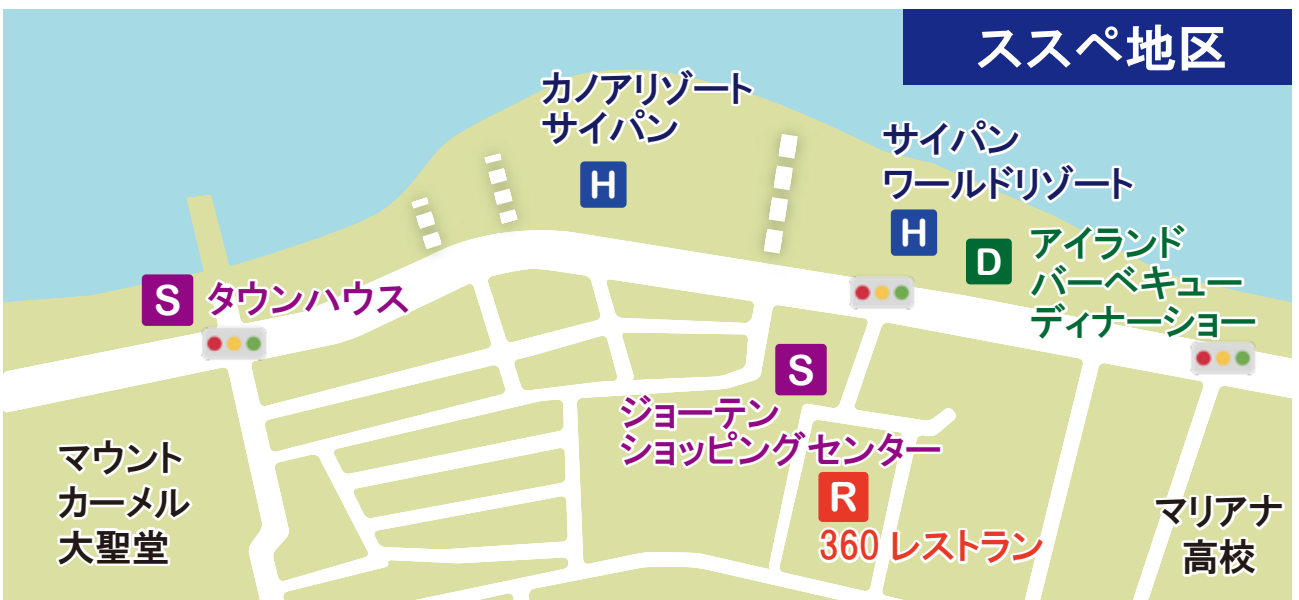 ススペ地区
カノアリゾート
サイパン
H
サイパン
ワールドリゾート
H
D
アイランド
バーベキュー
ディナーショー
S タウンハウス
S
ジョーテン
ショッピングセンター
R
360 レストラン
マウント
カーメル
大聖堂
マリアナ
高校